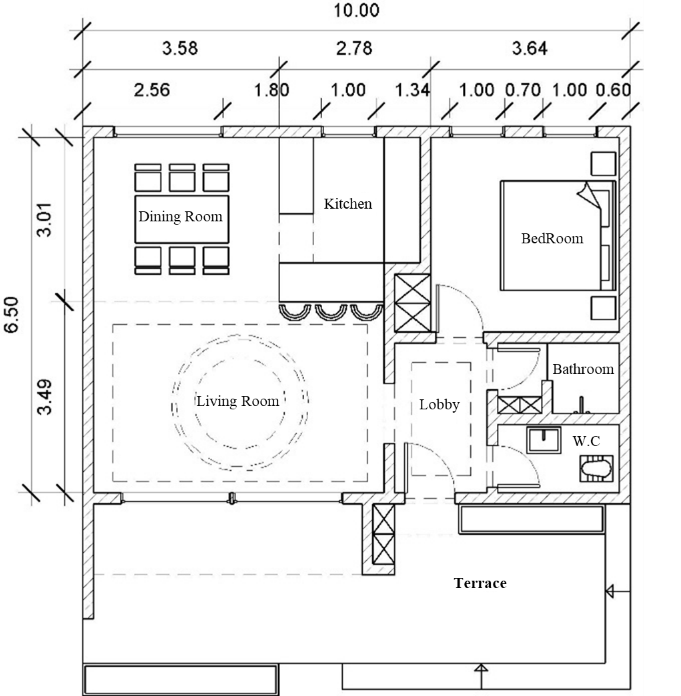 10.00
3.58 2.78 3.64
2.56 1.80 1.00 1.34 1.00 0.70 1.00 0.60
3.01
6.50
3.49
Dining Room
Kitchen
BedRoom
Living Room
Lobby
Bathroom
W.C
Terrace